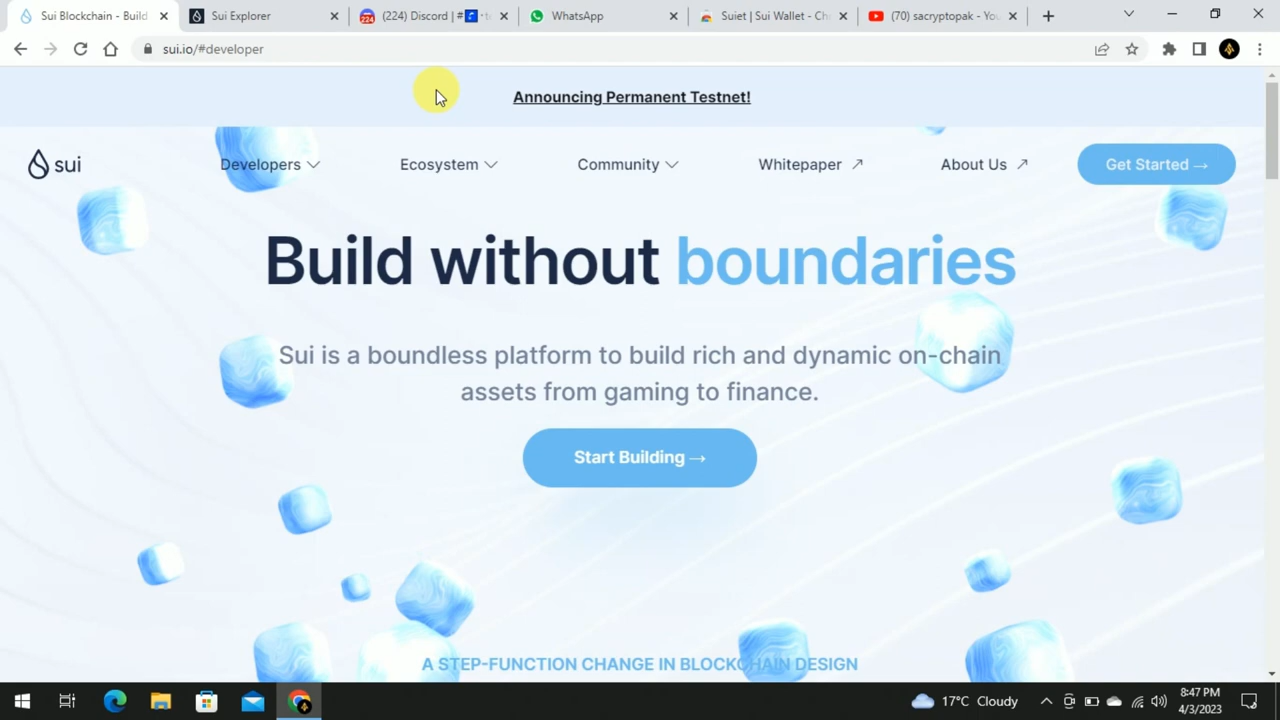 Sui Blockchain - Build
Sui Explorer
(224) Discord | #
WhatsApp
Suiet | Sui Wallet - Ch
(70) sacryptopak - You
sui.io/#developer
Announcing Permanent Testnet!
sui
Developers
Ecosystem
Community
Whitepaper ↗
About Us ↗
Get Started →
Build without boundaries
Sui is a boundless platform to build rich and dynamic on-chain
assets from gaming to finance.
Start Building →
A STEP-FUNCTION CHANGE IN BLOCKCHAIN DESIGN
17°C Cloudy
8:47 PM
4/3/2023